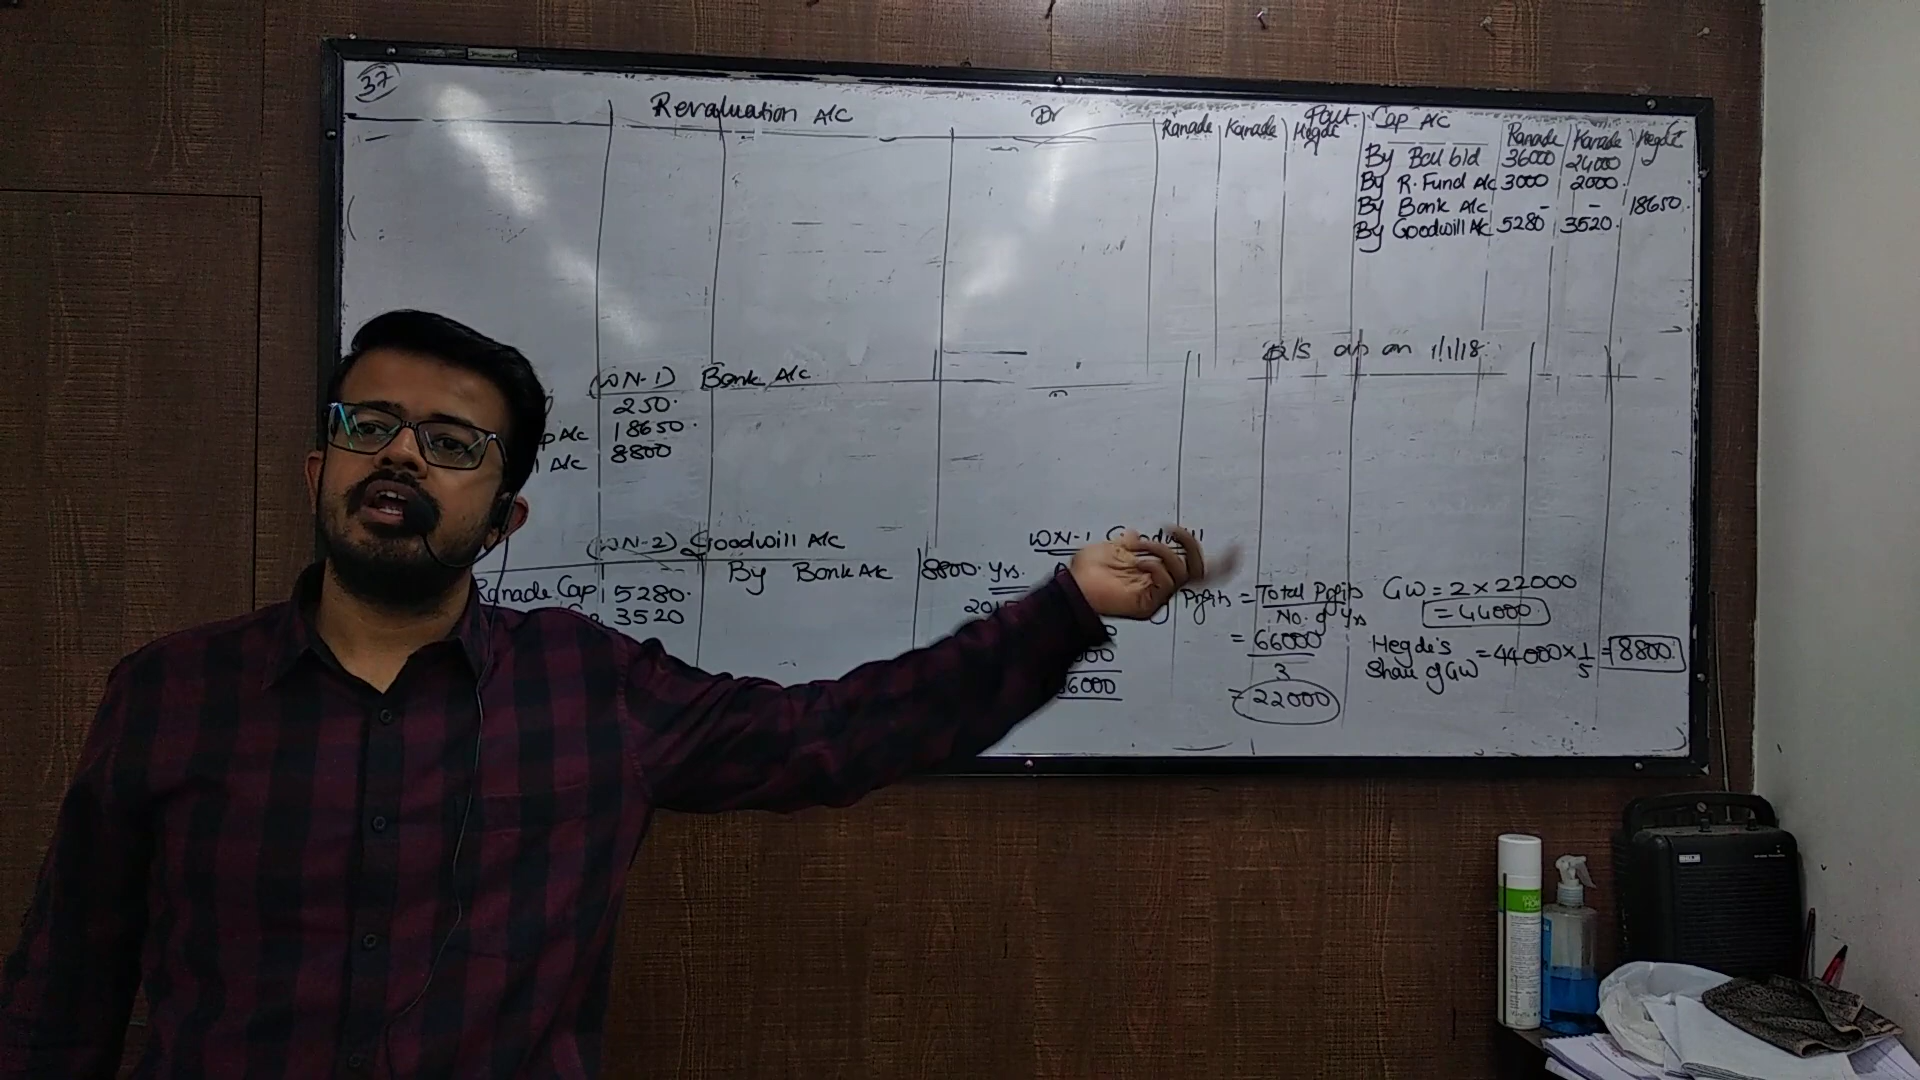 37
Revaluation A/c
Dr
Part. Cap A/c
Ranade Karade Hegde
Ranade Karade Hegde
By Bal b/d 36000 24000
By R. Fund A/c 3000 2000.
By Bank A/c - - 18650.
By Goodwill A/c 5280 3520.
B/S as on 1/1/18
(WN-1) Bank A/c
250.
p A/c 18650.
l A/c 8800
(WN-2) Goodwill A/c
Ranade Cap 5280. By Bank A/c 8800.
3520
WN-1 Goodwill
Yrs.
Profits = Total Profits
No. of Yrs
= 66000
3
= 22000
GW = 2 × 22000
= 44000.
Hegde's
Share of GW = 44000 × 1/5 = 8800.